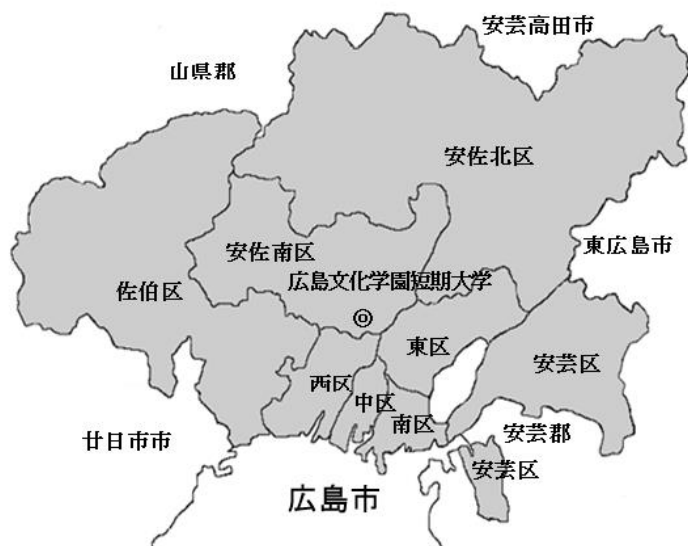 安芸高田市
山県郡
安佐北区
安佐南区
東広島市
広島文化学園短期大学
佐伯区
◎
東区
安芸区
西区
中区
南区
安芸郡
廿日市市
安芸区
広島市